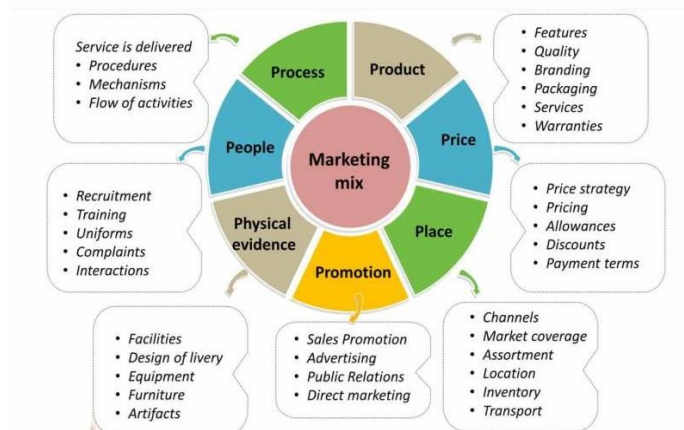 Marketing
mix
Product
• Features
• Quality
• Branding
• Packaging
• Services
• Warranties
Price
• Price strategy
• Pricing
• Allowances
• Discounts
• Payment terms
Place
• Channels
• Market coverage
• Assortment
• Location
• Inventory
• Transport
Promotion
• Sales Promotion
• Advertising
• Public Relations
• Direct marketing
Physical
evidence
• Facilities
• Design of livery
• Equipment
• Furniture
• Artifacts
People
• Recruitment
• Training
• Uniforms
• Complaints
• Interactions
Process
Service is delivered
• Procedures
• Mechanisms
• Flow of activities